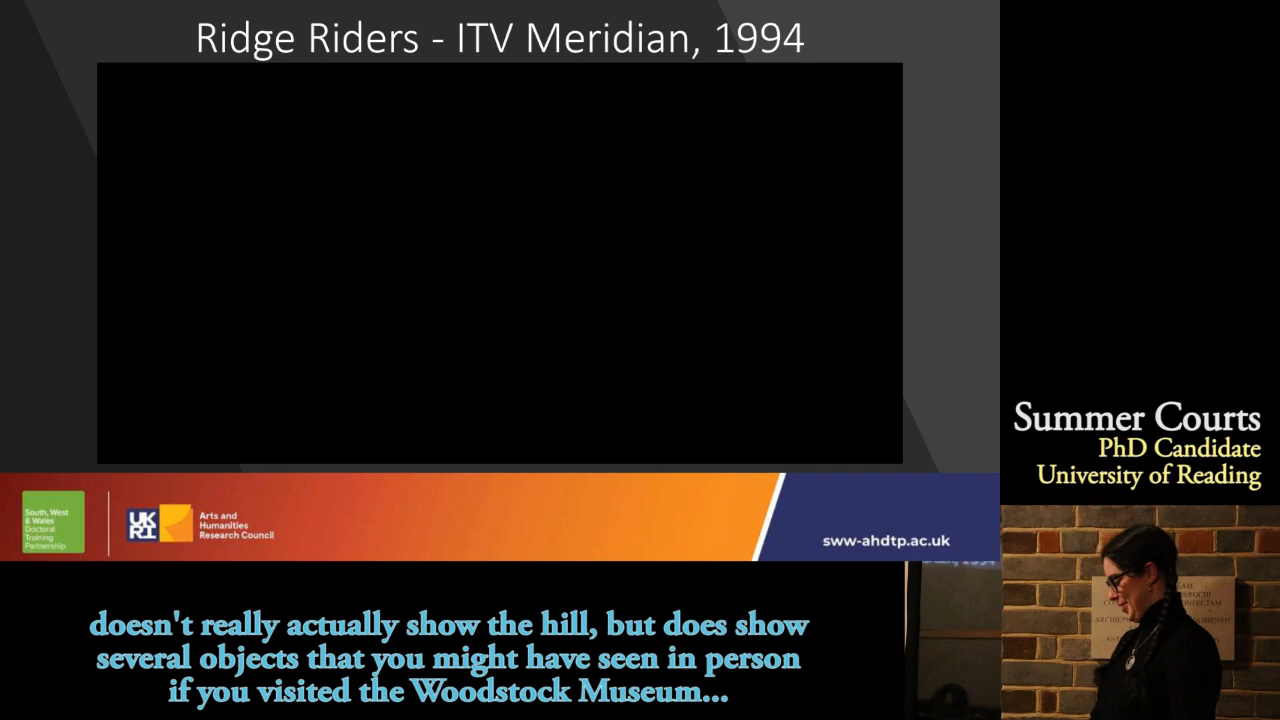 Ridge Riders - ITV Meridian, 1994
Summer Courts
PhD Candidate
University of Reading
South, West
& Wales
Doctoral
Training
Partnership
UK
RI
Arts and
Humanities
Research Council
sww-ahdtp.ac.uk
doesn't really actually show the hill, but does show
several objects that you might have seen in person
if you visited the Woodstock Museum...